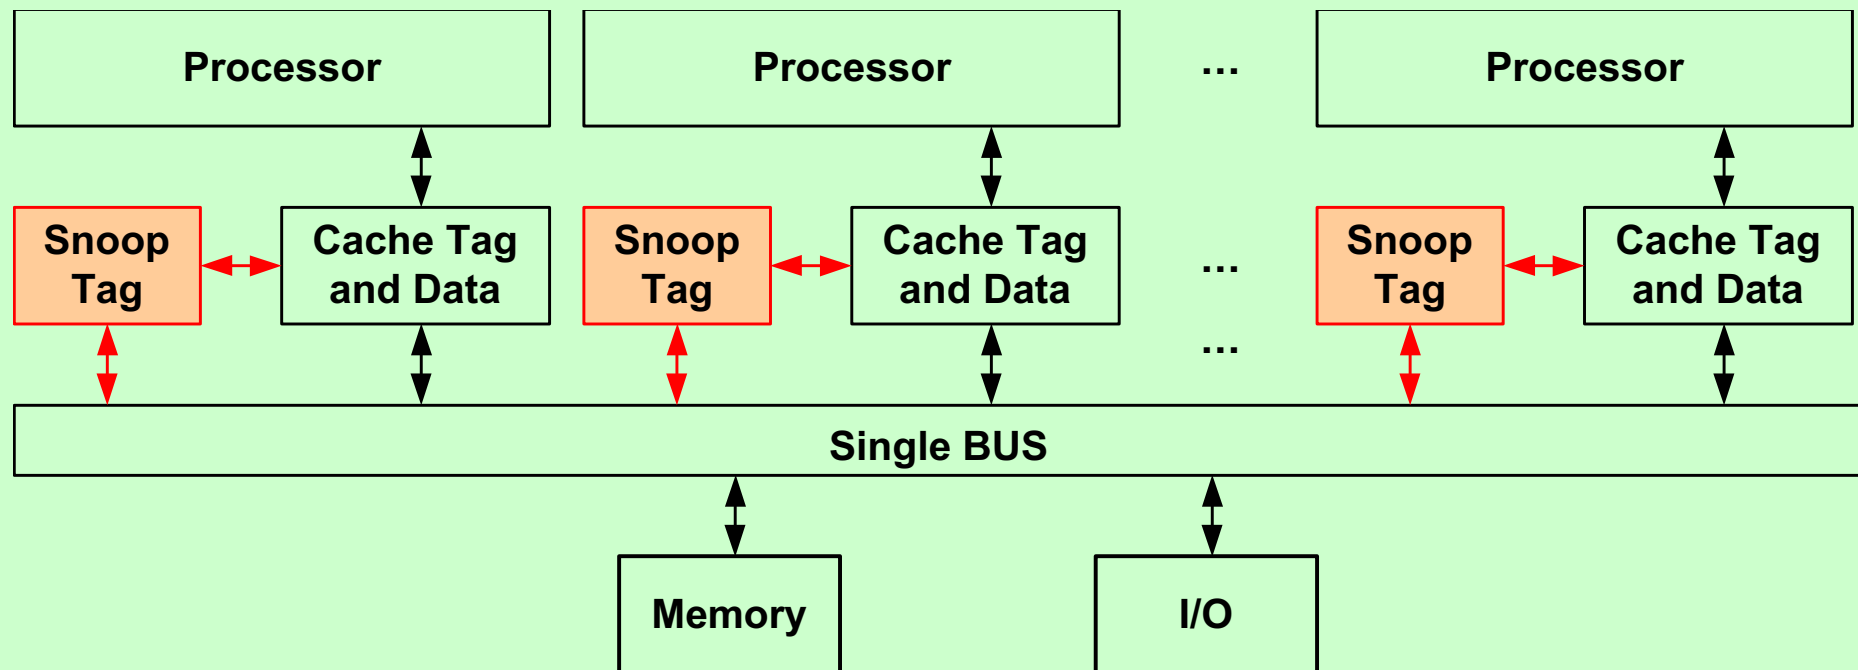 Processor Processor ... Processor
Snoop Cache Tag Snoop Cache Tag ... Snoop Cache Tag
Tag and Data Tag and Data Tag and Data
...
Single BUS
Memory I/O